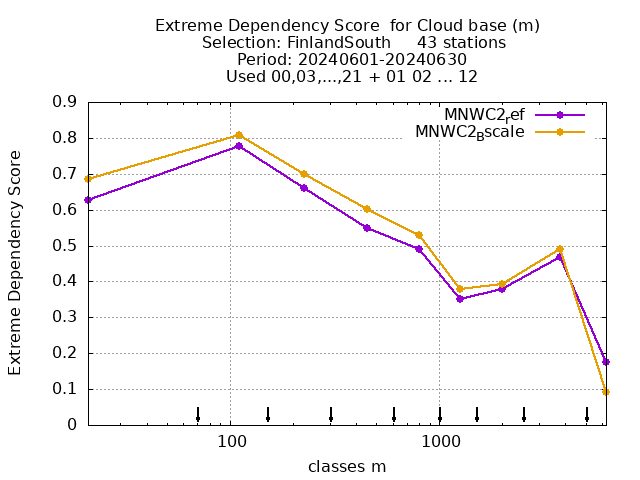 Extreme Dependency Score  for Cloud base (m)
Selection: FinlandSouth     43 stations
Period: 20240601-20240630
Used 00,03,...,21 + 01 02 ... 12
MNWC2ref
MNWC2Bscale
Extreme Dependency Score
0.9
0.8
0.7
0.6
0.5
0.4
0.3
0.2
0.1
0
100
1000
classes m